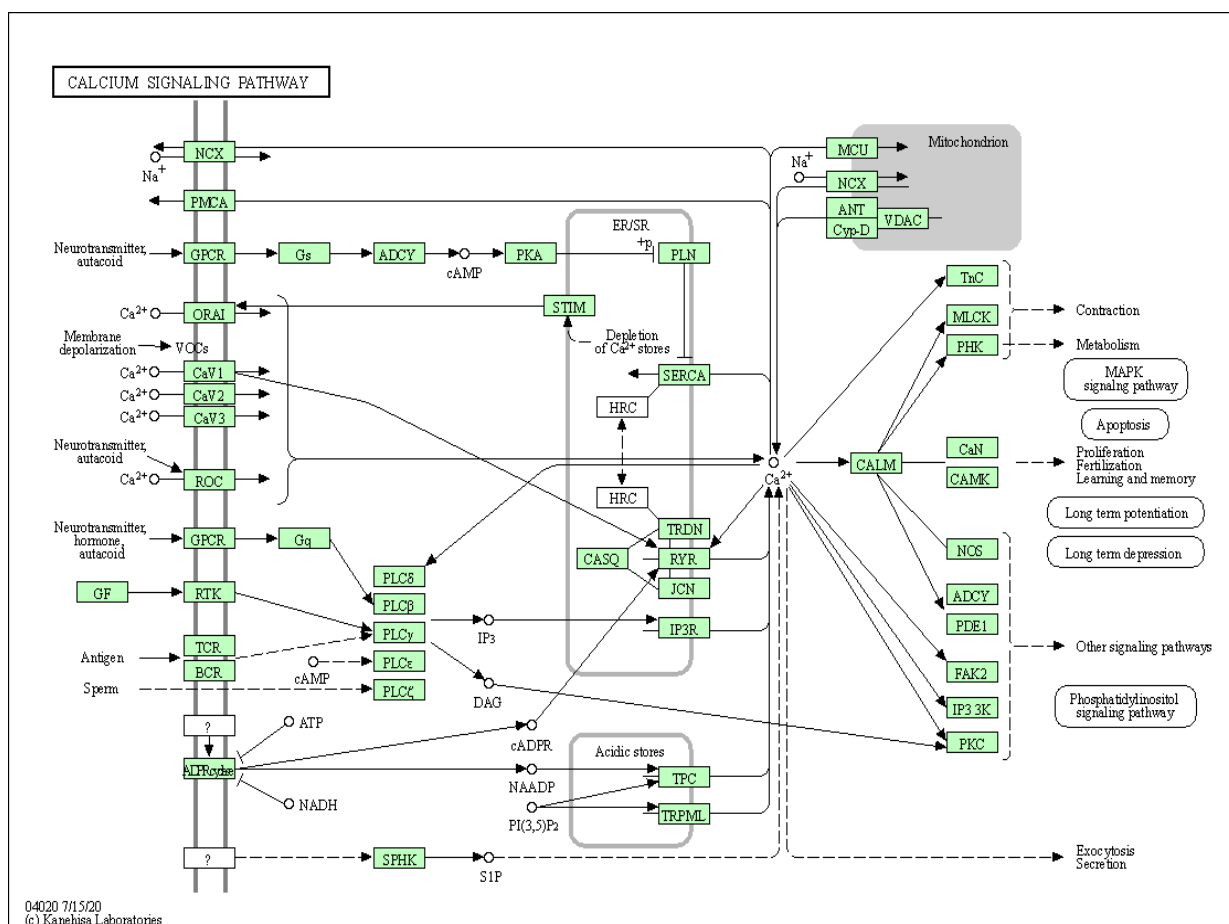 CALCIUM SIGNALING PATHWAY
NCX
Na+
PMCA
MCU
Mitochondrion
Na+
NCX
ANT
VDAC
Cyp-D
ER/SR
+p
Neurotransmitter,
autacoid
GPCR
Gs
ADCY
cAMP
PKA
PLN
TnC
Ca2+
ORAI
STIM
MLCK
Contraction
Membrane
depolarization
VOCs
Depletion
of Ca2+ stores
PHK
Metabolism
Ca2+
CaV1
SERCA
MAPK
signalng pathway
Ca2+
CaV2
HRC
Ca2+
CaV3
Apoptosis
Neurotransmitter,
autacoid
Ca2+
ROC
Ca2+
CALM
CaN
CAMK
Proliferation
Fertilization
Learning and memory
HRC
Long term potentiation
Neurotransmitter,
hormone,
autacoid
GPCR
Gq
TRDN
CASQ
RYR
JCN
NOS
Long term depression
GF
RTK
PLCδ
PLCβ
ADCY
PLCγ
IP3
IP3R
PDE1
Antigen
TCR
BCR
Other signaling pathways
cAMP
PLCε
FAK2
Sperm
PLCζ
DAG
IP3 3K
Phosphatidylinositol
signaling pathway
?
ATP
cADPR
PKC
Acidic stores
NAADP
TPC
NADH
PI(3,5)P2
TRPML
?
SPHK
S1P
Exocytosis
Secretion
04020 7/15/20
(c) Kanehisa Laboratories